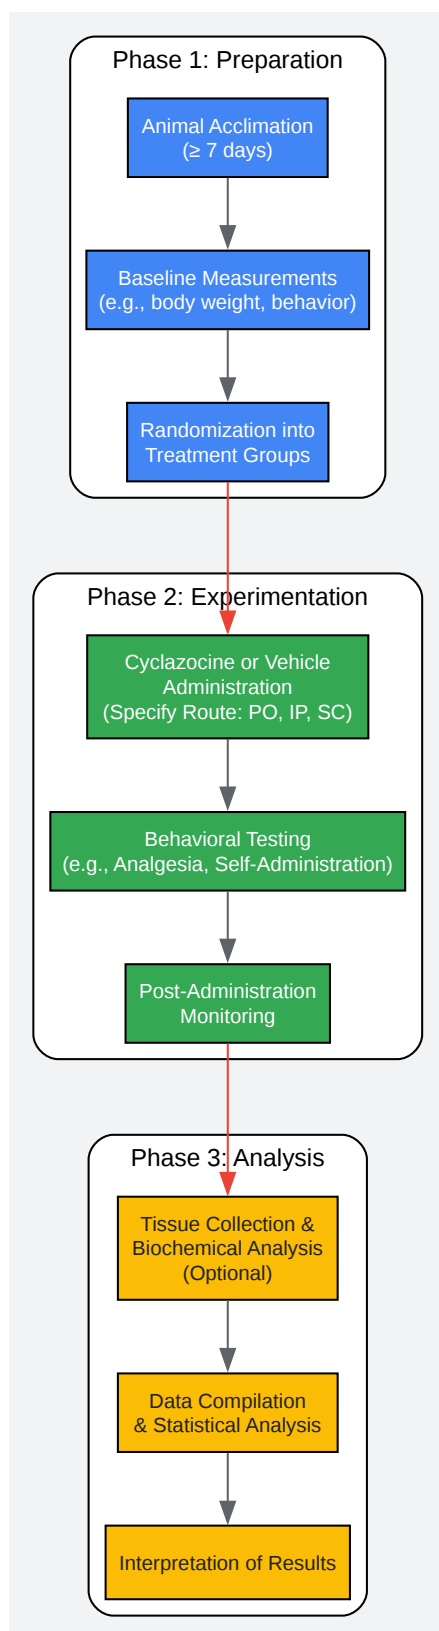 Phase 1: Preparation
Animal Acclimation
(≥ 7 days)
Baseline Measurements
(e.g., body weight, behavior)
Randomization into
Treatment Groups
Phase 2: Experimentation
Cyclazocine or Vehicle
Administration
(Specify Route: PO, IP, SC)
Behavioral Testing
(e.g., Analgesia, Self-Administration)
Post-Administration
Monitoring
Phase 3: Analysis
Tissue Collection &
Biochemical Analysis
(Optional)
Data Compilation
& Statistical Analysis
Interpretation of Results